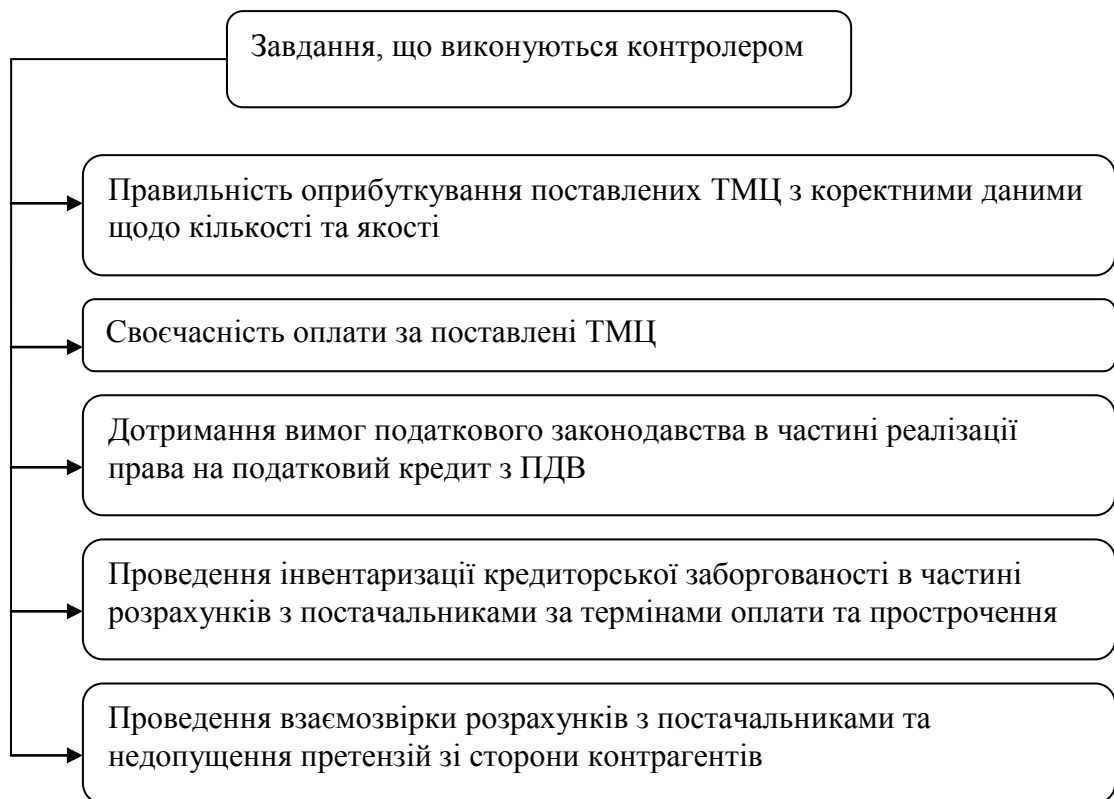 Завдання, що виконуються контролером
Правильність оприбуткування поставлених ТМЦ з коректними даними
щодо кількості та якості
Своєчасність оплати за поставлені ТМЦ
Дотримання вимог податкового законодавства в частині реалізації
права на податковий кредит з ПДВ
Проведення інвентаризації кредиторської заборгованості в частині
розрахунків з постачальниками за термінами оплати та прострочення
Проведення взаємозвірки розрахунків з постачальниками та
недопущення претензій зі сторони контрагентів